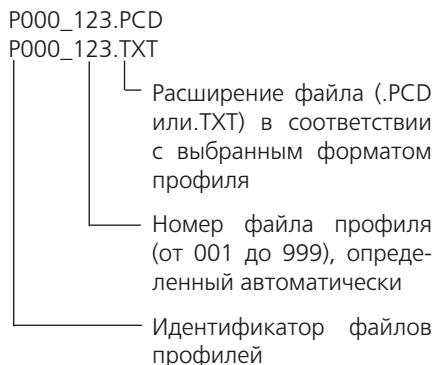 P000_123.PCD
P000_123.TXT
Расширение файла (.PCD
или.TXT) в соответствии
с выбранным форматом
профиля
Номер файла профиля
(от 001 до 999), опреде-
ленный автоматически
Идентификатор файлов
профилей